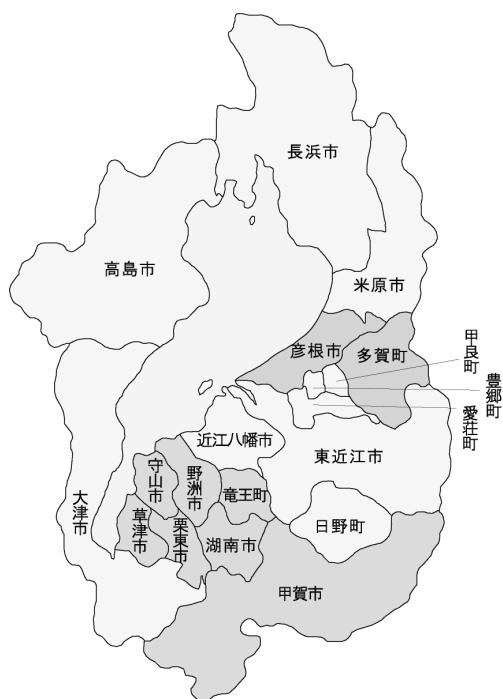 長浜市
高島市
米原市
彦根市
多賀町
甲良町
豊郷町
愛荘町
近江八幡市
東近江市
守山市
野洲市
竜王町
大津市
草津市
栗東市
湖南市
日野町
甲賀市